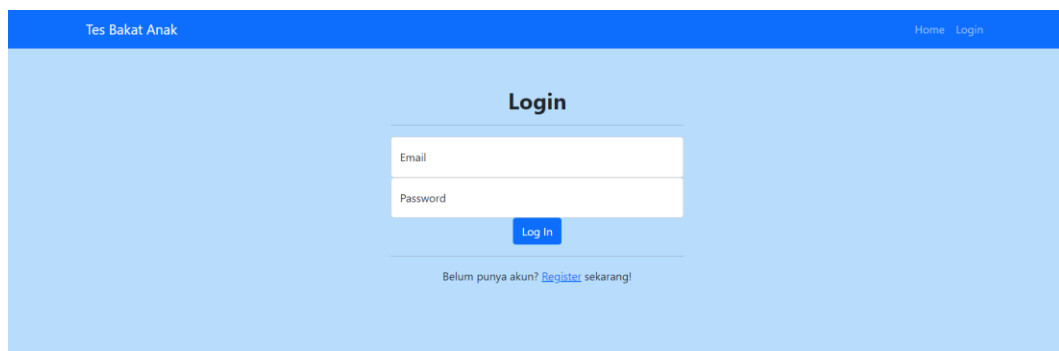 Tes Bakat Anak Home Login
Login
Email
Password
Log In
Belum punya akun? Register sekarang!